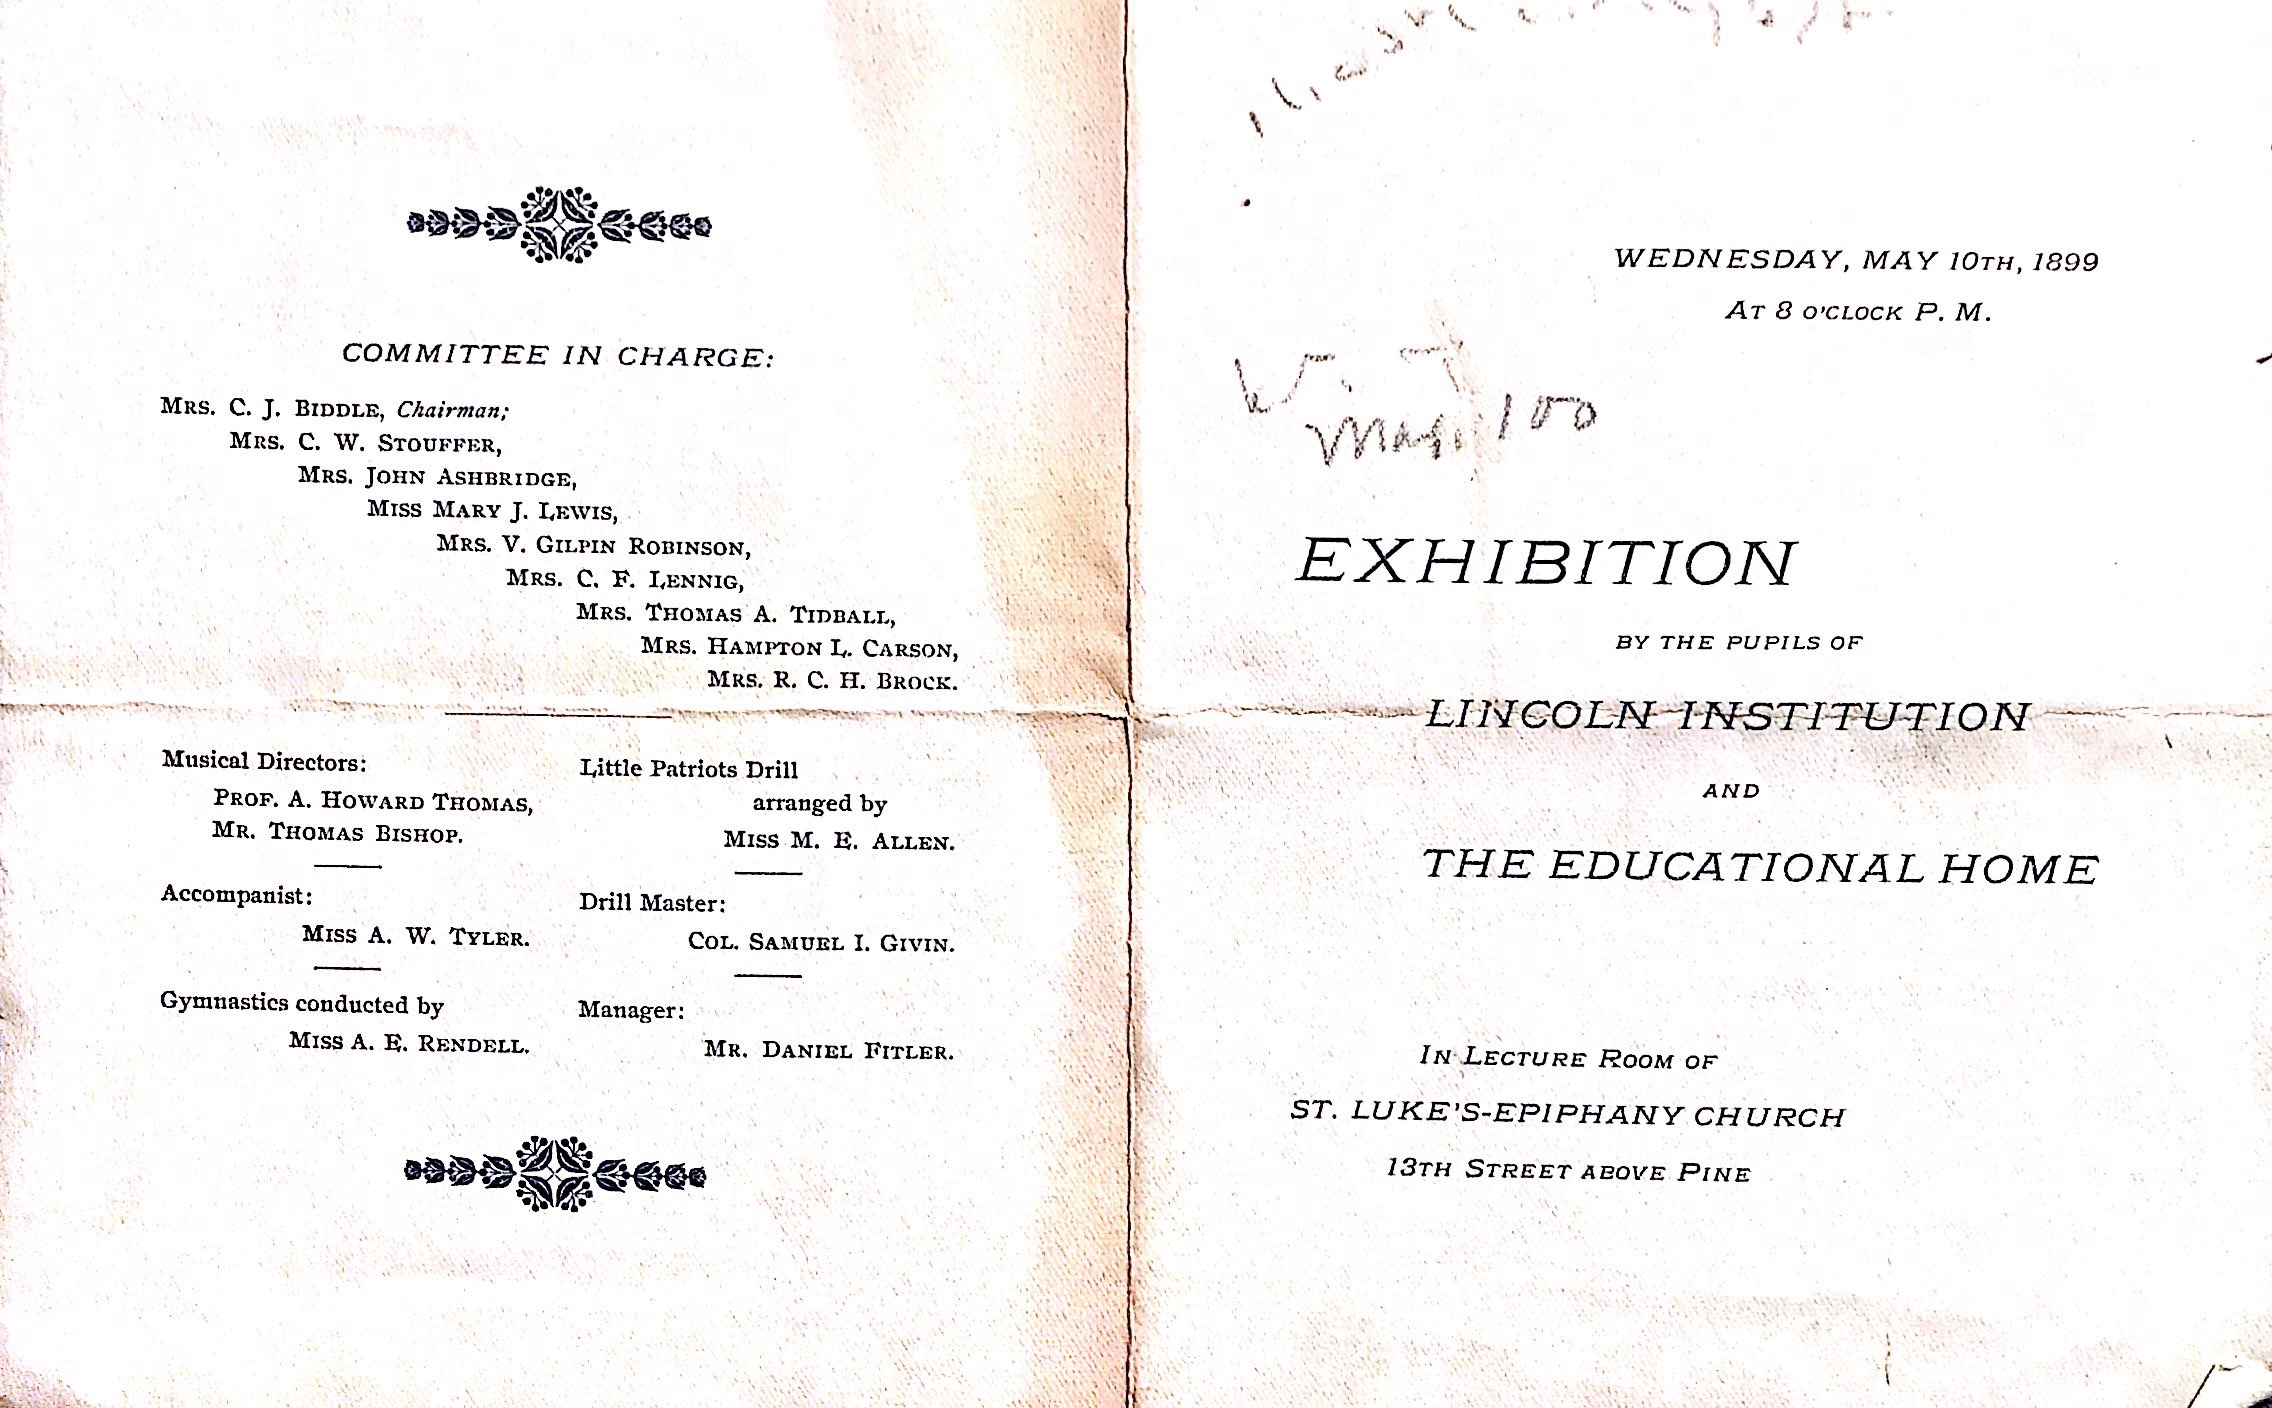 COMMITTEE IN CHARGE:
MRS. C. J. BIDDLE, Chairman;
MRS. C. W. STOUFFER,
MRS. JOHN ASHBRIDGE,
MISS MARY J. LEWIS,
MRS. V. GILPIN ROBINSON,
MRS. C. F. LENNIG,
MRS. THOMAS A. TIDBALL,
MRS. HAMPTON L. CARSON,
MRS. R. C. H. BROCK.
Musical Directors:
PROF. A. HOWARD THOMAS,
MR. THOMAS BISHOP.
Accompanist:
MISS A. W. TYLER.
Gymnastics conducted by
MISS A. E. RENDELL.
Little Patriots Drill
arranged by
MISS M. E. ALLEN.
Drill Master:
COL. SAMUEL I. GIVIN.
Manager:
MR. DANIEL FITLER.
WEDNESDAY, MAY 10TH, 1899
AT 8 O'CLOCK P. M.
100
EXHIBITION
BY THE PUPILS OF
LINCOLN INSTITUTION
AND
THE EDUCATIONAL HOME
IN LECTURE ROOM OF
ST. LUKE'S-EPIPHANY CHURCH
13TH STREET ABOVE PINE